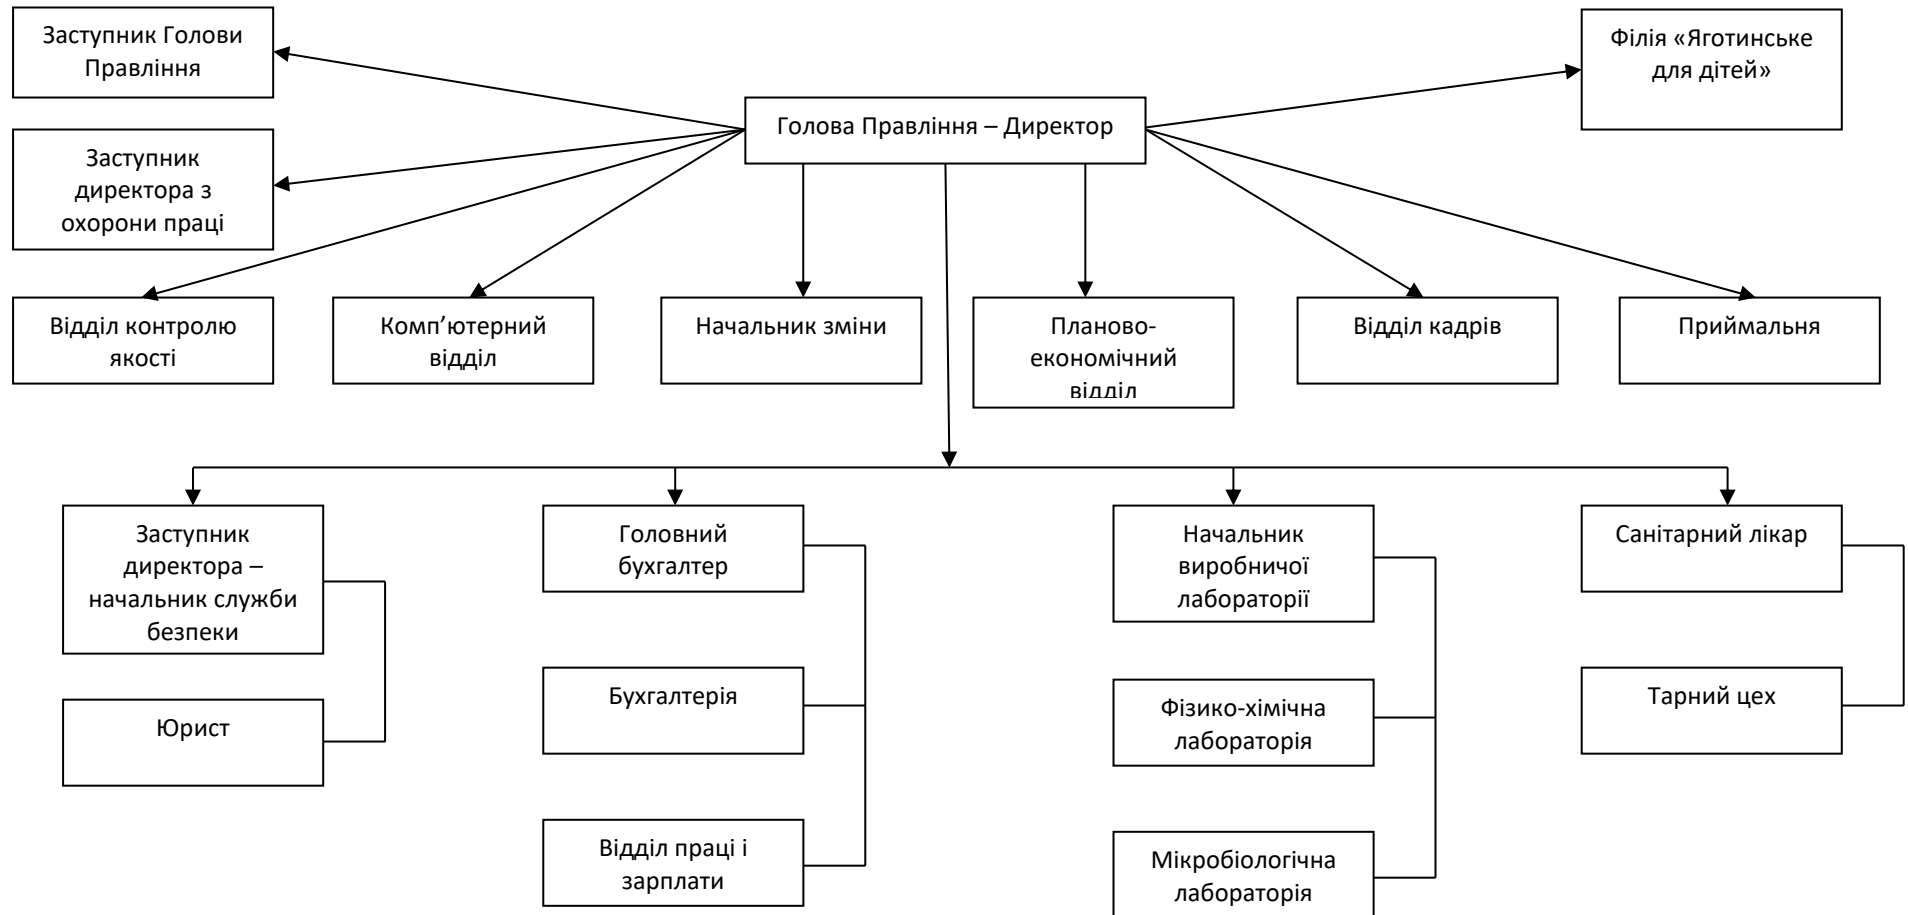 Заступник Голови
Правління
Філія «Яготинське
для дітей»
Голова Правління – Директор
Заступник
директора з
охорони праці
Відділ контролю
якості
Комп’ютерний
відділ
Начальник зміни
Планово-
економічний
відділ
Відділ кадрів
Приймальня
Заступник
директора –
начальник служби
безпеки
Головний
бухгалтер
Начальник
виробничої
лабораторії
Санітарний лікар
Юрист
Бухгалтерія
Фізико-хімічна
лабораторія
Тарний цех
Відділ праці і
зарплати
Мікробіологічна
лабораторія